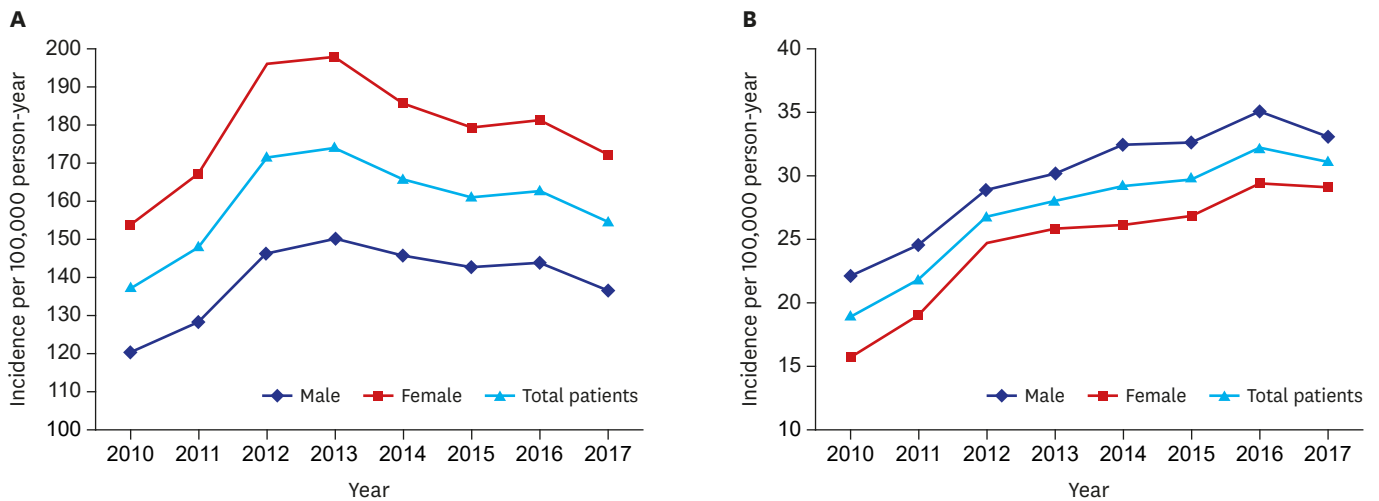 A
Incidence per 100,000 person-year
200
190
180
170
160
150
140
130
120
110
100
Male Female Total patients
2010 2011 2012 2013 2014 2015 2016 2017
Year
B
Incidence per 100,000 person-year
40
35
30
25
20
15
10
Male Female Total patients
2010 2011 2012 2013 2014 2015 2016 2017
Year